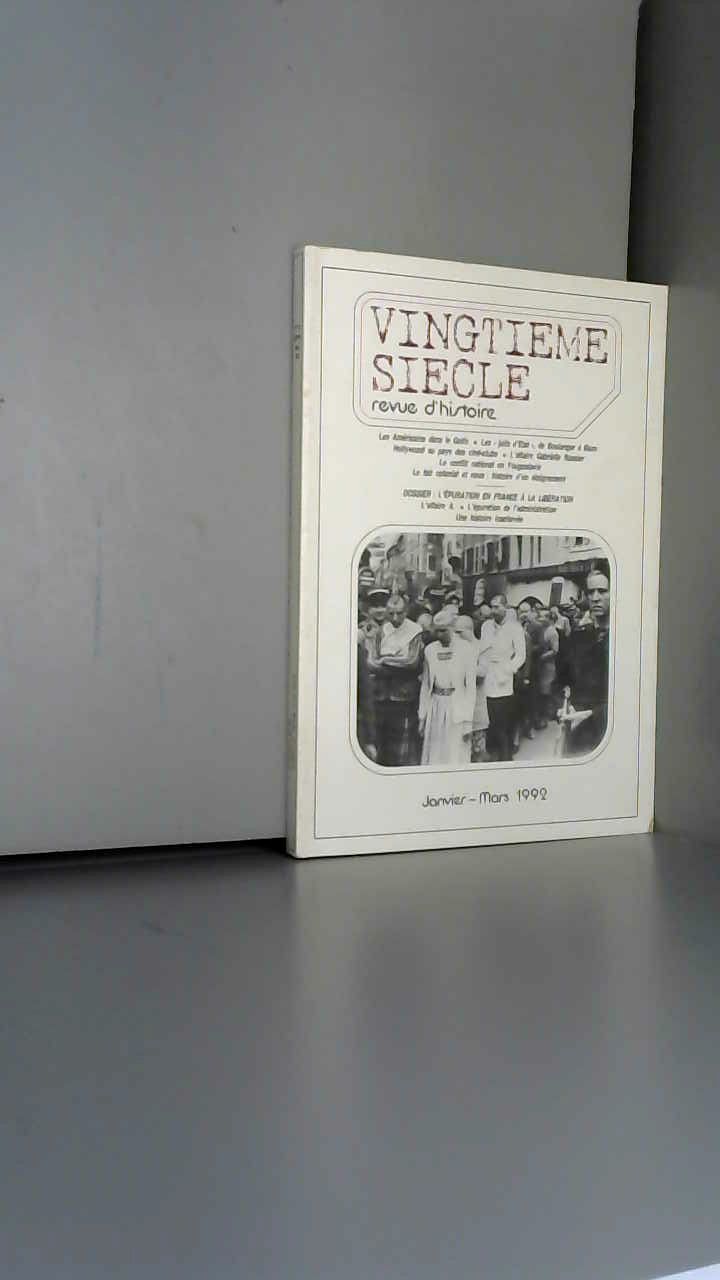 VINGTIEME
SIECLE
revue d'histoire
Les Américains dans le Golfe • Les « juifs d'Etat », de Boulanger à Blum
Hollywood au pays des ciné-clubs • L'affaire Gabrielle Russier
Le conflit national en Yougoslavie
Le fait colonial et nous : histoire d'un éloignement
DOSSIER : L'ÉPURATION EN FRANCE À LA LIBÉRATION
L'affaire A. • L'épuration de l'administration
Une histoire inachevée
Janvier - Mars 1992